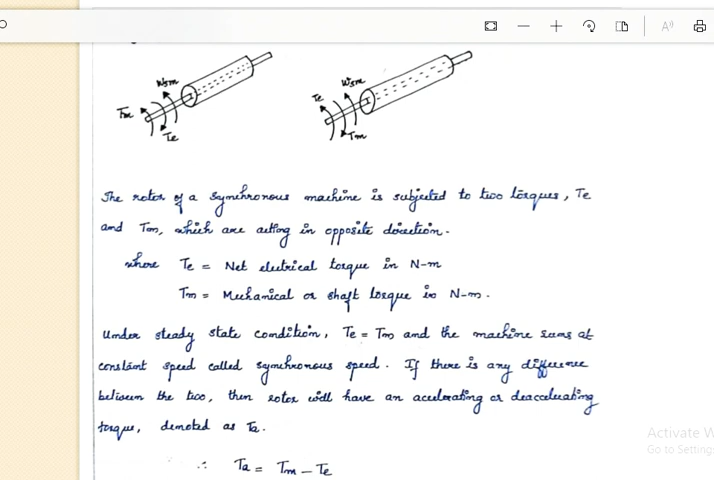 Wsm
Tm
Te
Te
Wsm
Tm
The rotor of a synchronous machine is subjected to two torques, Te
and Tm, which are acting in opposite direction.
where Te = Net electrical torque in N-m
Tm = Mechanical or shaft torque in N-m.
Under steady state condition, Te = Tm and the machine runs at
constant speed called synchronous speed. If there is any difference
between the two, then rotor will have an accelerating or deaccelerating
torque, denoted as Ta.
∴ Ta = Tm - Te
Activate W
Go to Settings